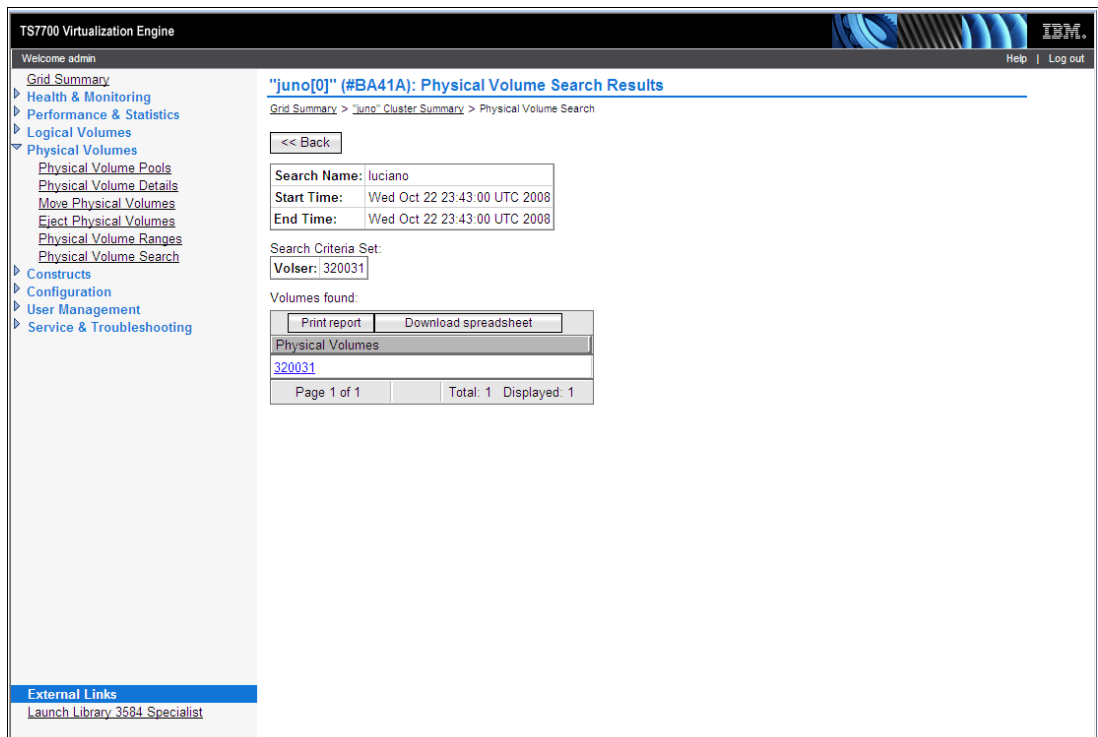 TS7700 Virtualization Engine
IBM.
Welcome admin
Help | Log out
Grid Summary
Health & Monitoring
Performance & Statistics
Logical Volumes
Physical Volumes
Physical Volume Pools
Physical Volume Details
Move Physical Volumes
Eject Physical Volumes
Physical Volume Ranges
Physical Volume Search
Constructs
Configuration
User Management
Service & Troubleshooting
External Links
Launch Library 3584 Specialist
"juno[0]" (#BA41A): Physical Volume Search Results
Grid Summary > "juno" Cluster Summary > Physical Volume Search
<< Back
Search Name: luciano
Start Time: Wed Oct 22 23:43:00 UTC 2008
End Time: Wed Oct 22 23:43:00 UTC 2008
Search Criteria Set:
Volser: 320031
Volumes found:
Print report Download spreadsheet
Physical Volumes
320031
Page 1 of 1 Total: 1 Displayed: 1